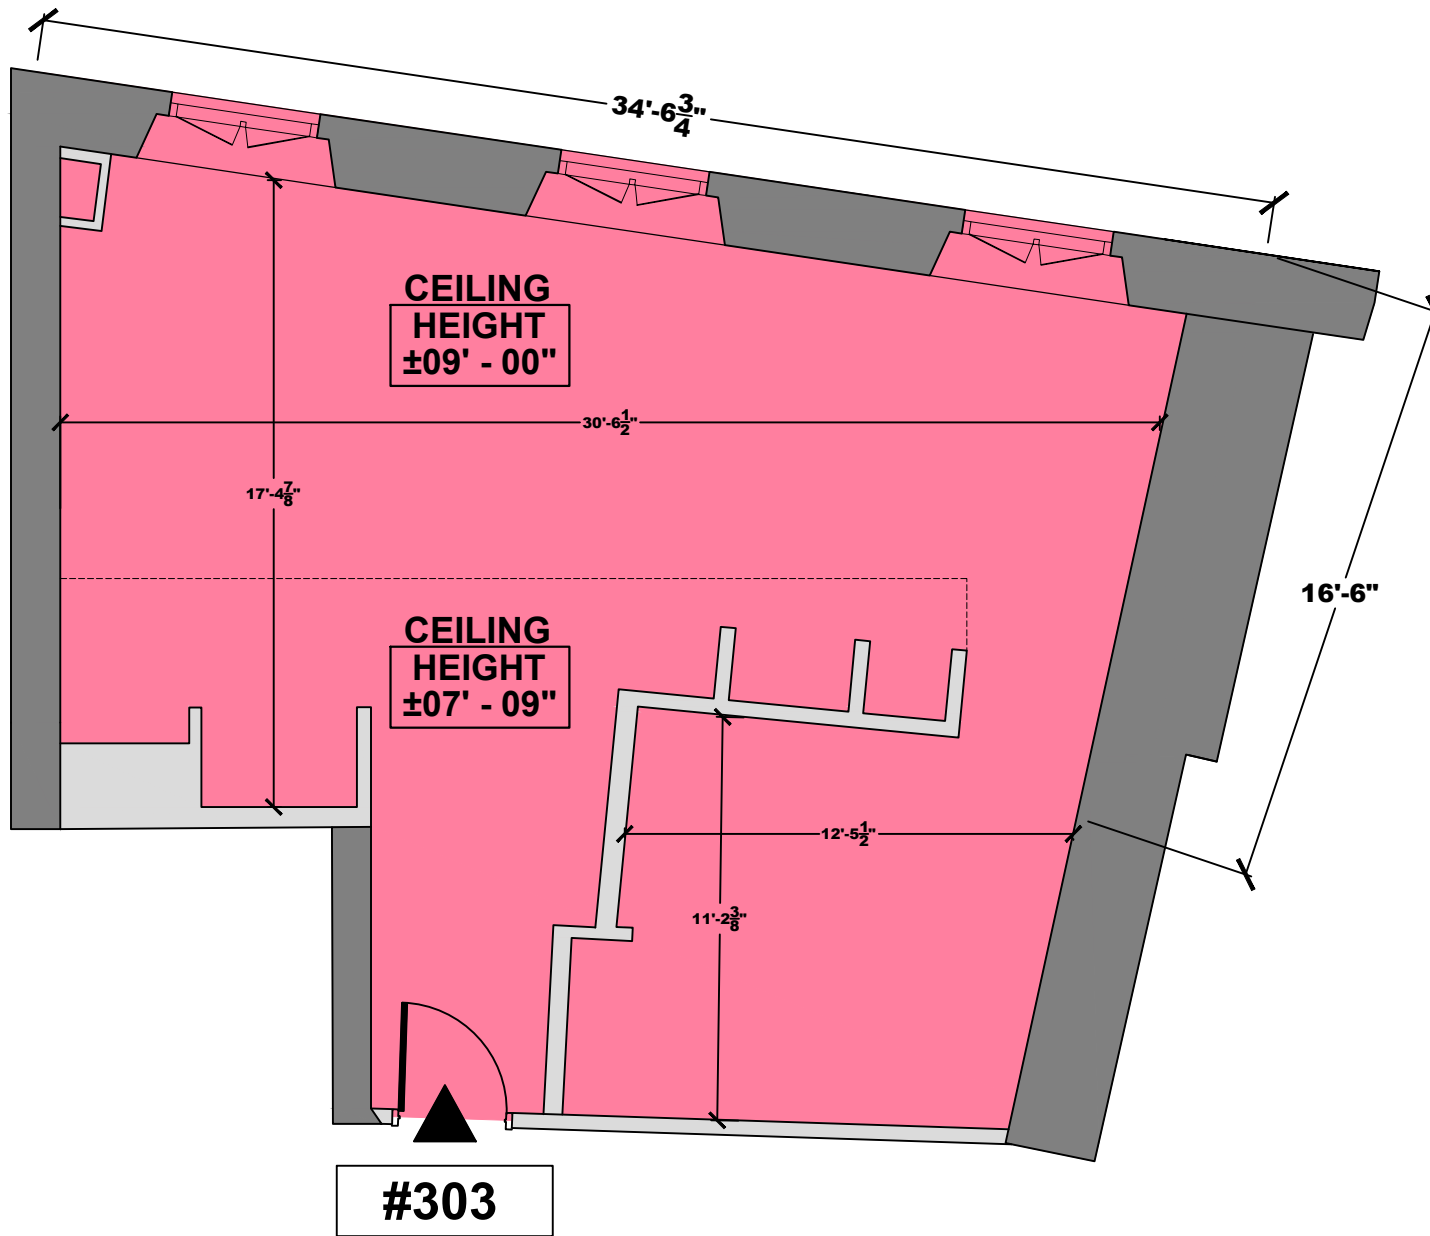 34'-6 3/4"
CEILING
HEIGHT
±09' - 00"
30'-6 1/2"
17'-4 7/8"
16'-6"
CEILING
HEIGHT
±07' - 09"
12'-5 1/2"
11'-2 3/8"
#303